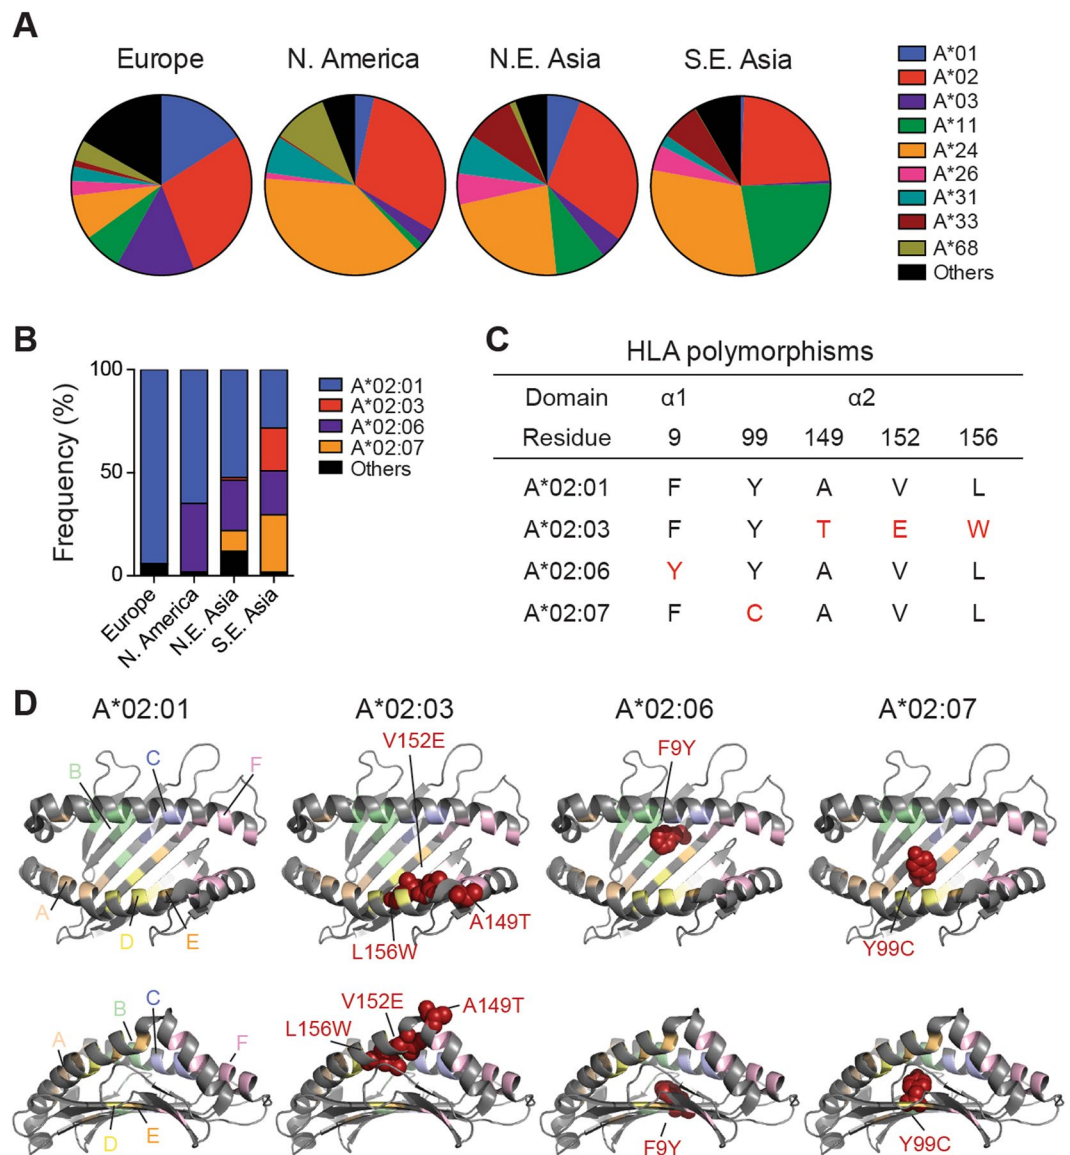 A
Europe N. America N.E. Asia S.E. Asia
A*01
A*02
A*03
A*11
A*24
A*26
A*31
A*33
A*68
Others
B
Frequency (%)
100
50
0
Europe
N. America
N.E. Asia
S.E. Asia
A*02:01
A*02:03
A*02:06
A*02:07
Others
C
HLA polymorphisms
Domain α1 α2
Residue 9 99 149 152 156
A*02:01 F Y A V L
A*02:03 F Y T E W
A*02:06 Y Y A V L
A*02:07 F C A V L
D
A*02:01 A*02:03 A*02:06 A*02:07
B C F
A D E
V152E
L156W A149T
F9Y
Y99C
A B C F
D E
L156W V152E A149T
F9Y
Y99C